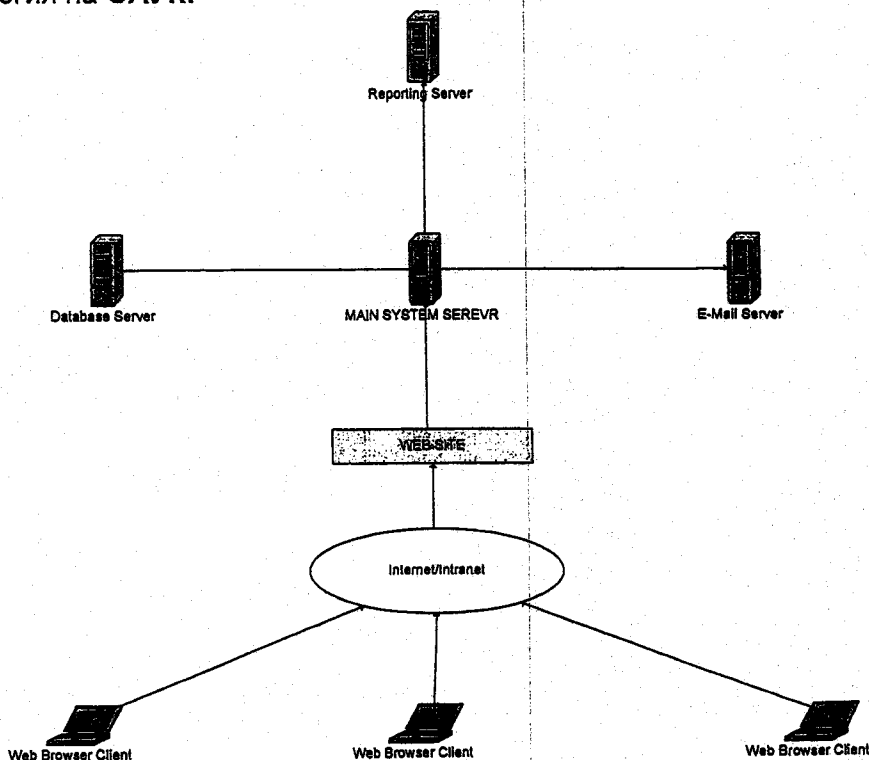 на
Reporting Server
Database Server
MAIN SYSTEM SEREVR
E-Mail Server
WEB-SITE
Internet/Intranet
Web Browser Client
Web Browser Client
Web Browser Client